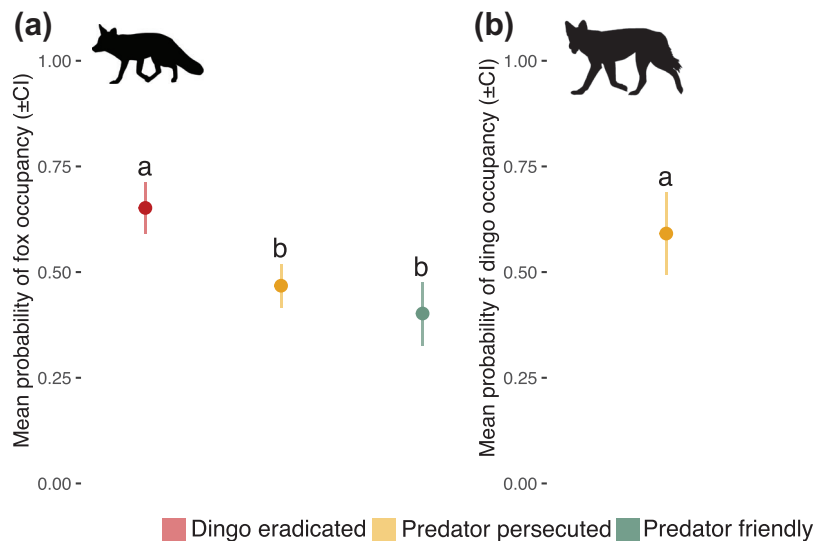 (a)
Mean probability of fox occupancy (±CI)
1.00
0.75
0.50
0.25
0.00
a
b
b
(b)
Mean probability of dingo occupancy (±CI)
1.00
0.75
0.50
0.25
0.00
a
Dingo eradicated Predator persecuted Predator friendly